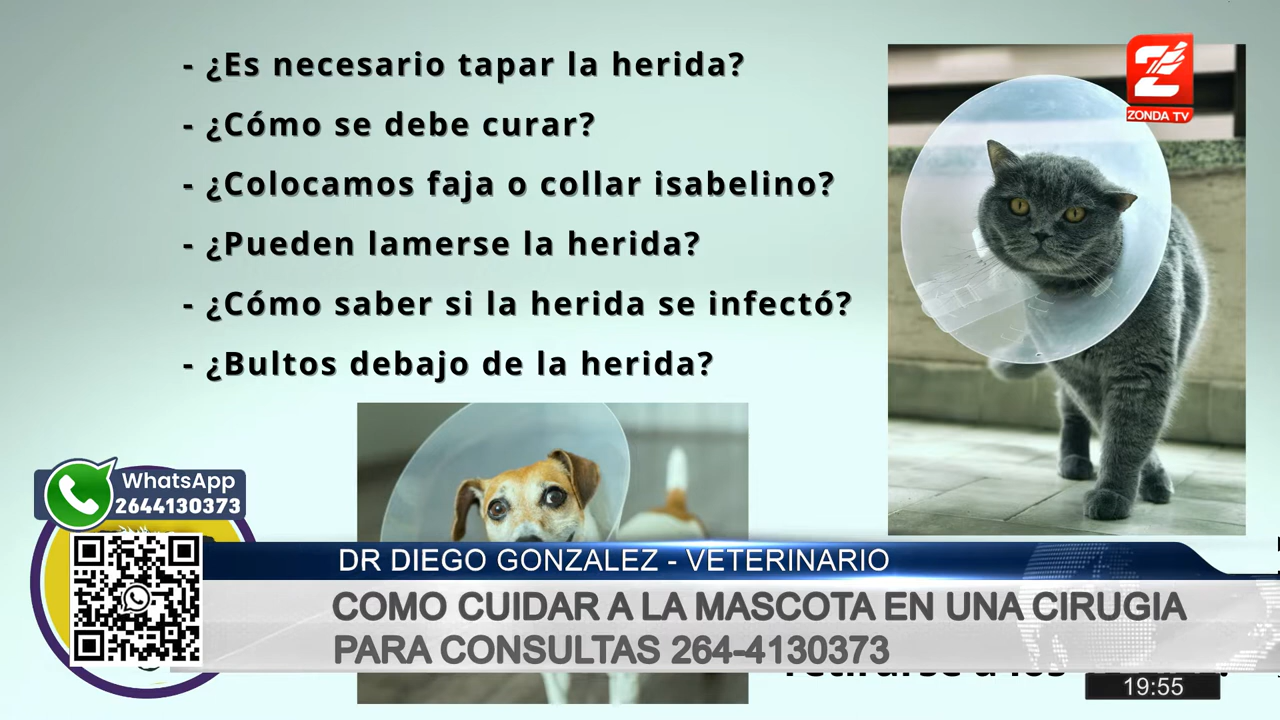 - ¿Es necesario tapar la herida?
- ¿Cómo se debe curar?
- ¿Colocamos faja o collar isabelino?
- ¿Pueden lamerse la herida?
- ¿Cómo saber si la herida se infectó?
- ¿Bultos debajo de la herida?
ZONDA TV
WhatsApp
2644130373
DR DIEGO GONZALEZ - VETERINARIO
COMO CUIDAR A LA MASCOTA EN UNA CIRUGIA
PARA CONSULTAS 264-4130373
retirarse a los
19:55